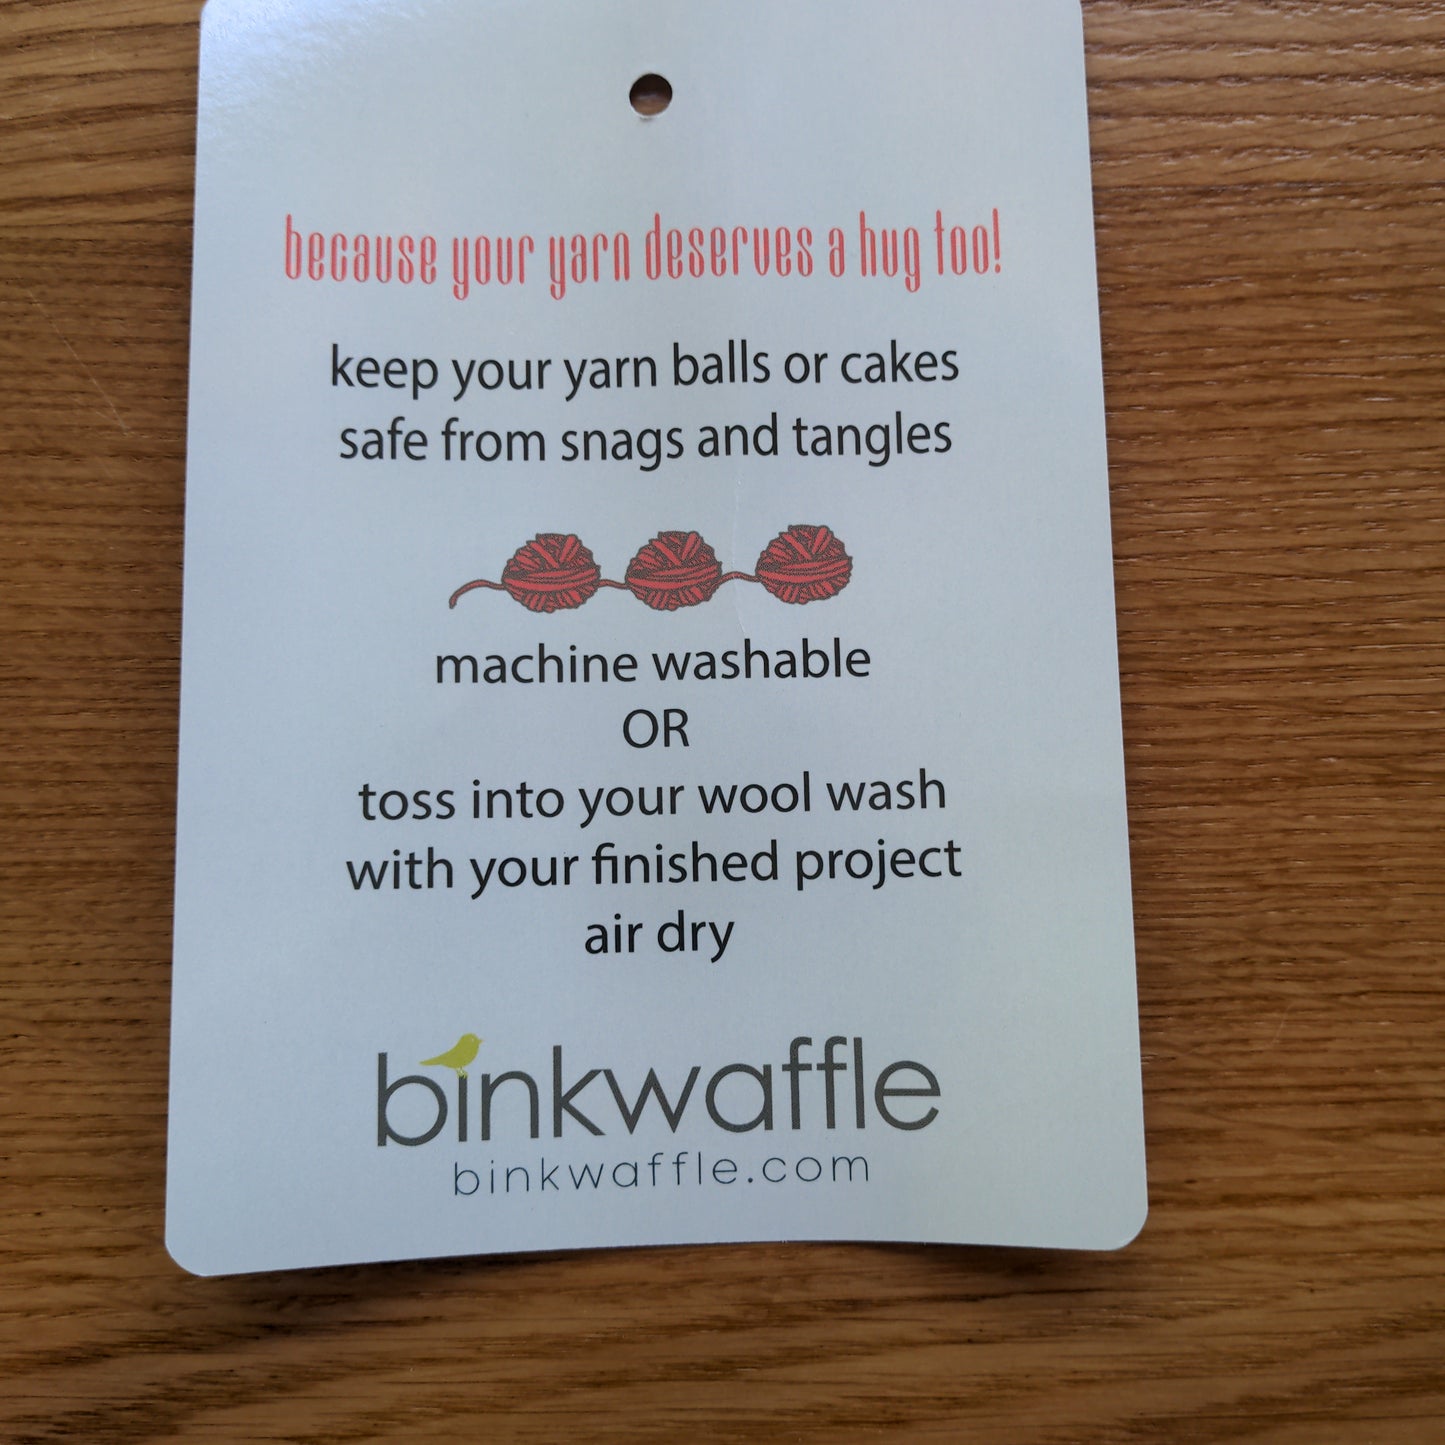 because your yarn deserves a hug too!
keep your yarn balls or cakes
safe from snags and tangles
machine washable
OR
toss into your wool wash
with your finished project
air dry
binkwaffle
binkwaffle.com